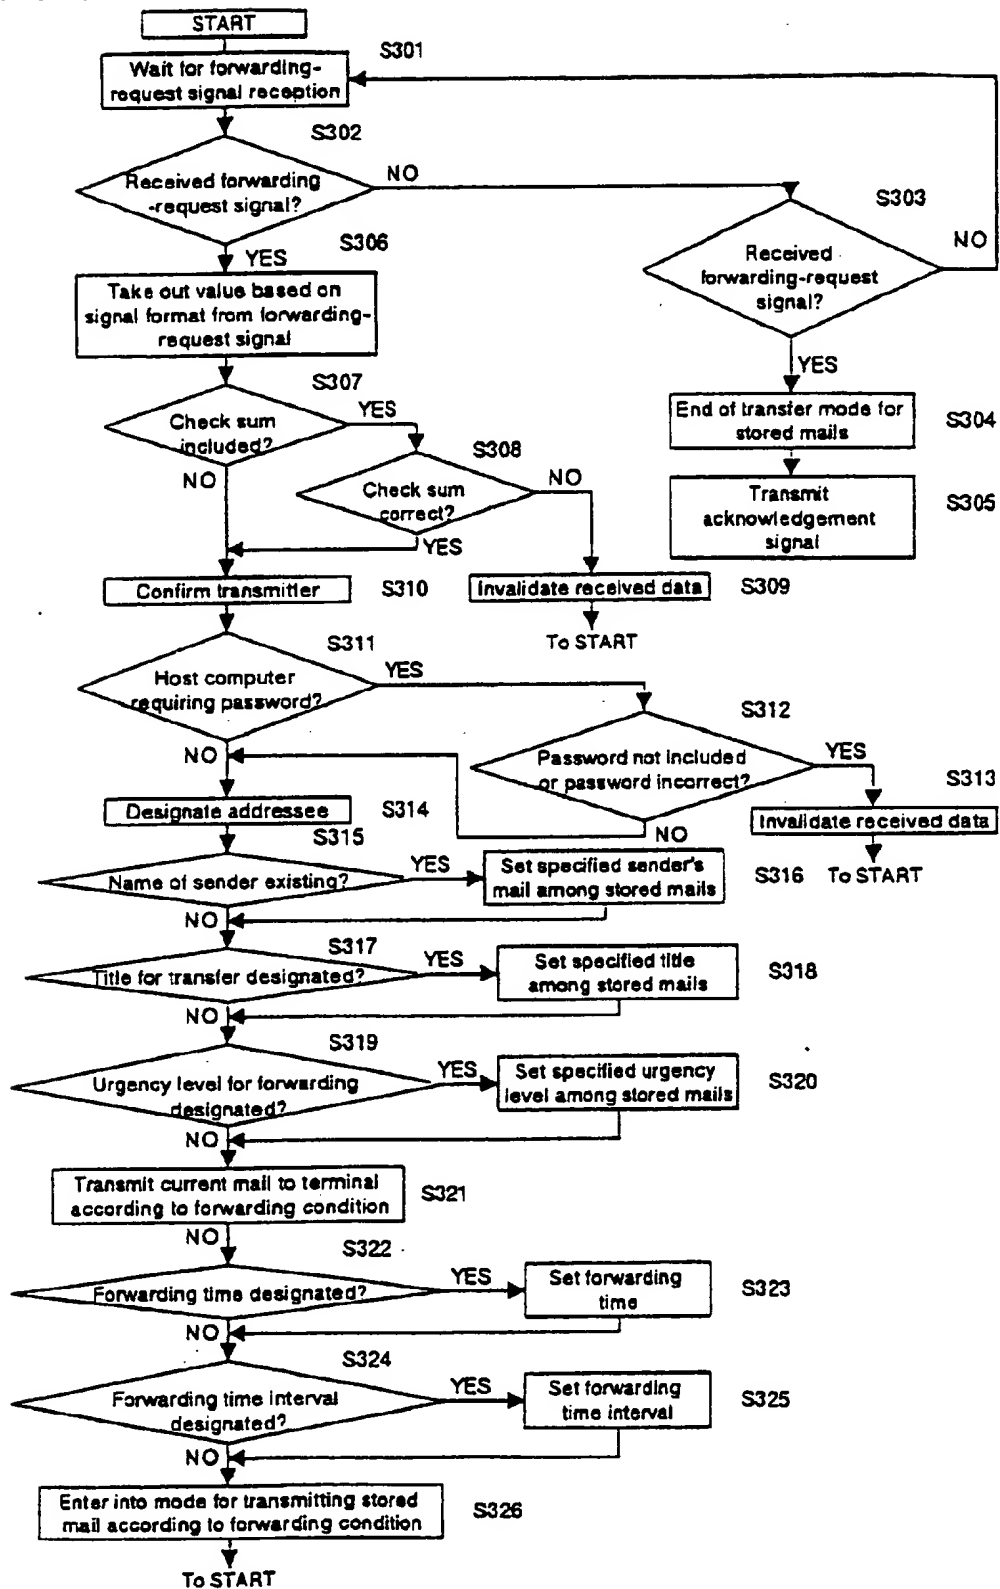 START
S301
Wait for forwarding-
request signal reception
S302
Received forwarding
-request signal?
NO
S303
Received
forwarding-request
signal?
NO
S306
YES
Take out value based on
signal format from forwarding-
request signal
YES
End of transfer mode for
stored mails
S304
Transmit
acknowledgement
signal
S305
S307
Check sum
included?
YES
NO
S308
Check sum
correct?
NO
YES
Confirm transmitter
S310
Invalidate received data
S309
To START
S311
Host computer
requiring password?
YES
NO
S312
Password not included
or password incorrect?
YES
NO
S313
Invalidate received data
To START
Designate addressee
S314
S315
Name of sender existing?
YES
Set specified sender's
mail among stored mails
S316
NO
S317
Title for transfer designated?
YES
Set specified title
among stored mails
S318
NO
S319
Urgency level for forwarding
designated?
YES
Set specified urgency
level among stored mails
S320
NO
Transmit current mail to terminal
according to forwarding condition
S321
NO
S322
Forwarding time designated?
YES
Set forwarding
time
S323
NO
S324
Forwarding time interval
designated?
YES
Set forwarding
time interval
S325
NO
Enter into mode for transmitting stored
mail according to forwarding condition
S326
To START